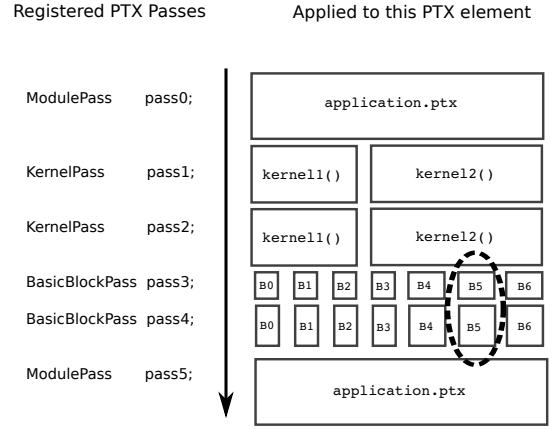 Registered PTX Passes Applied to this PTX element
ModulePass pass0; application.ptx
KernelPass pass1; kernel1() kernel2()
KernelPass pass2; kernel1() kernel2()
BasicBlockPass pass3; B0 B1 B2 B3 B4 B5 B6
BasicBlockPass pass4; B0 B1 B2 B3 B4 B5 B6
ModulePass pass5; application.ptx